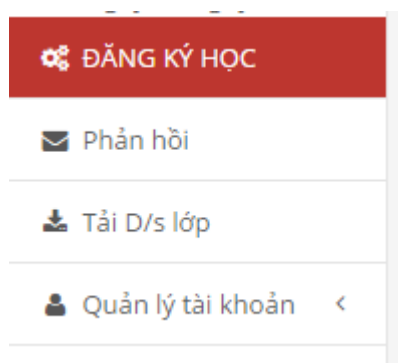 ĐĂNG KÝ HỌC
Phản hồi
Tải D/s lớp
Quản lý tài khoản